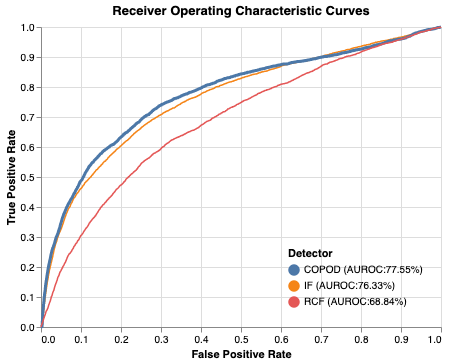 Receiver Operating Characteristic Curves
1.0
0.9
0.8
0.7
0.6
0.5
0.4
0.3
0.2
0.1
0.0
True Positive Rate
Detector
COPOD (AUROC:77.55%)
IF (AUROC:76.33%)
RCF (AUROC:68.84%)
0.0 0.1 0.2 0.3 0.4 0.5 0.6 0.7 0.8 0.9 1.0
False Positive Rate